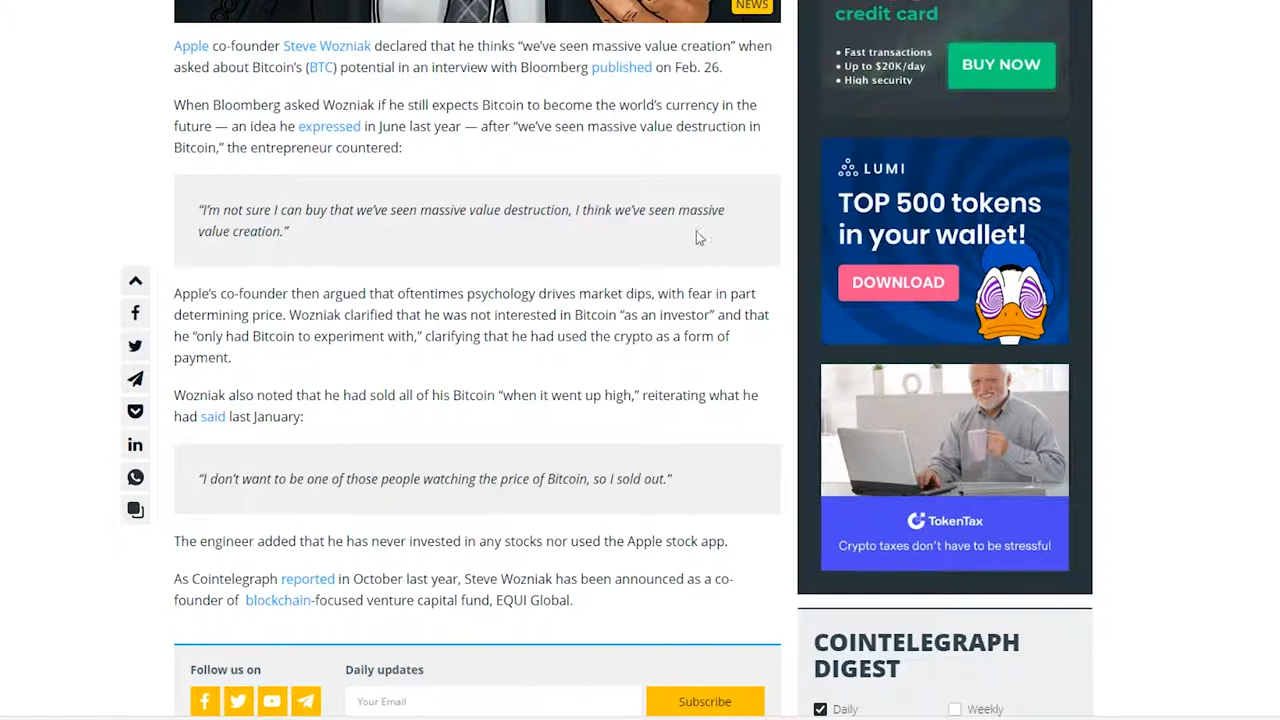 NEWS
Apple co-founder Steve Wozniak declared that he thinks “we’ve seen massive value creation” when
asked about Bitcoin’s (BTC) potential in an interview with Bloomberg published on Feb. 26.
When Bloomberg asked Wozniak if he still expects Bitcoin to become the world’s currency in the
future — an idea he expressed in June last year — after “we’ve seen massive value destruction in
Bitcoin,” the entrepreneur countered:
“I’m not sure I can buy that we’ve seen massive value destruction, I think we’ve seen massive
value creation.”
Apple’s co-founder then argued that oftentimes psychology drives market dips, with fear in part
determining price. Wozniak clarified that he was not interested in Bitcoin “as an investor” and that
he “only had Bitcoin to experiment with,” clarifying that he had used the crypto as a form of
payment.
Wozniak also noted that he had sold all of his Bitcoin “when it went up high,” reiterating what he
had said last January:
“I don’t want to be one of those people watching the price of Bitcoin, so I sold out.”
The engineer added that he has never invested in any stocks nor used the Apple stock app.
As Cointelegraph reported in October last year, Steve Wozniak has been announced as a co-
founder of blockchain-focused venture capital fund, EQUI Global.
Follow us on
Daily updates
Your Email
Subscribe
credit card
• Fast transactions
• Up to $20K/day
• High security
BUY NOW
LUMI
TOP 500 tokens
in your wallet!
DOWNLOAD
TokenTax
Crypto taxes don’t have to be stressful
COINTELEGRAPH
DIGEST
Daily
Weekly